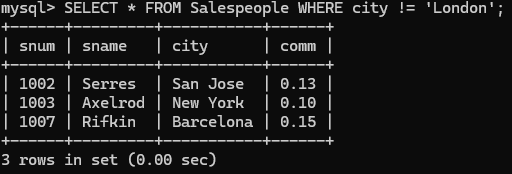 mysql> SELECT * FROM Salespeople WHERE city != 'London';
+------+---------+-----------+------+
| snum | sname   | city      | comm |
+------+---------+-----------+------+
| 1002 | Serres  | San Jose  | 0.13 |
| 1003 | Axelrod | New York  | 0.10 |
| 1007 | Rifkin  | Barcelona | 0.15 |
+------+---------+-----------+------+
3 rows in set (0.00 sec)